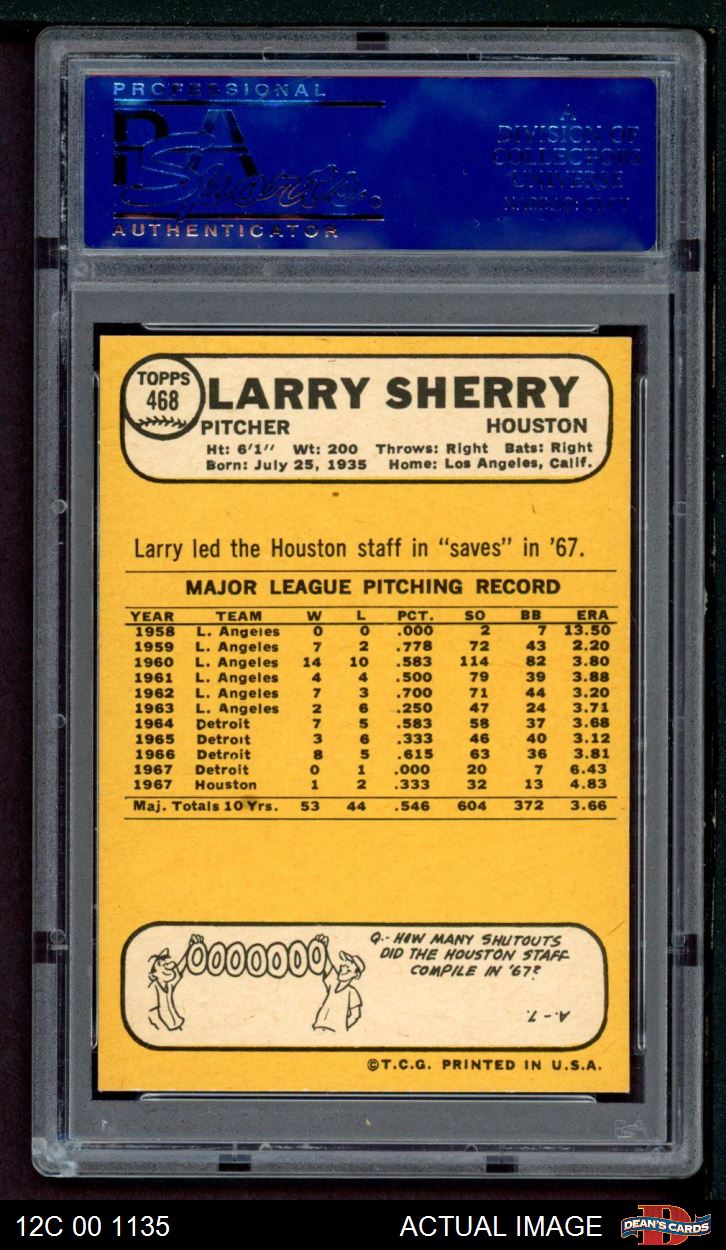 PROFESSIONAL
PSA
Sports
AUTHENTICATOR
A
DIVISION OF
COLLECTORS
UNIVERSE
NASDAQ: CLCT
TOPPS
468
LARRY SHERRY
PITCHER HOUSTON
Ht: 6'1" Wt: 200 Throws: Right Bats: Right
Born: July 25, 1935 Home: Los Angeles, Calif.
Larry led the Houston staff in "saves" in '67.
MAJOR LEAGUE PITCHING RECORD
YEAR TEAM W L PCT. SO BB ERA
1958 L. Angeles 0 0 .000 2 7 13.50
1959 L. Angeles 7 2 .778 72 43 2.20
1960 L. Angeles 14 10 .583 114 82 3.80
1961 L. Angeles 4 4 .500 79 39 3.88
1962 L. Angeles 7 3 .700 71 44 3.20
1963 L. Angeles 2 6 .250 47 24 3.71
1964 Detroit 7 5 .583 58 37 3.68
1965 Detroit 3 6 .333 46 40 3.12
1966 Detroit 8 5 .615 63 36 3.81
1967 Detroit 0 1 .000 20 7 6.43
1967 Houston 1 2 .333 32 13 4.83
Maj. Totals 10 Yrs. 53 44 .546 604 372 3.66
0000000
Q.- HOW MANY SHUTOUTS
DID THE HOUSTON STAFF
COMPILE IN '67?
A.-7.
©T.C.G. PRINTED IN U.S.A.
PSA
12C 00 1135 ACTUAL IMAGE
D
DEAN'S CARDS